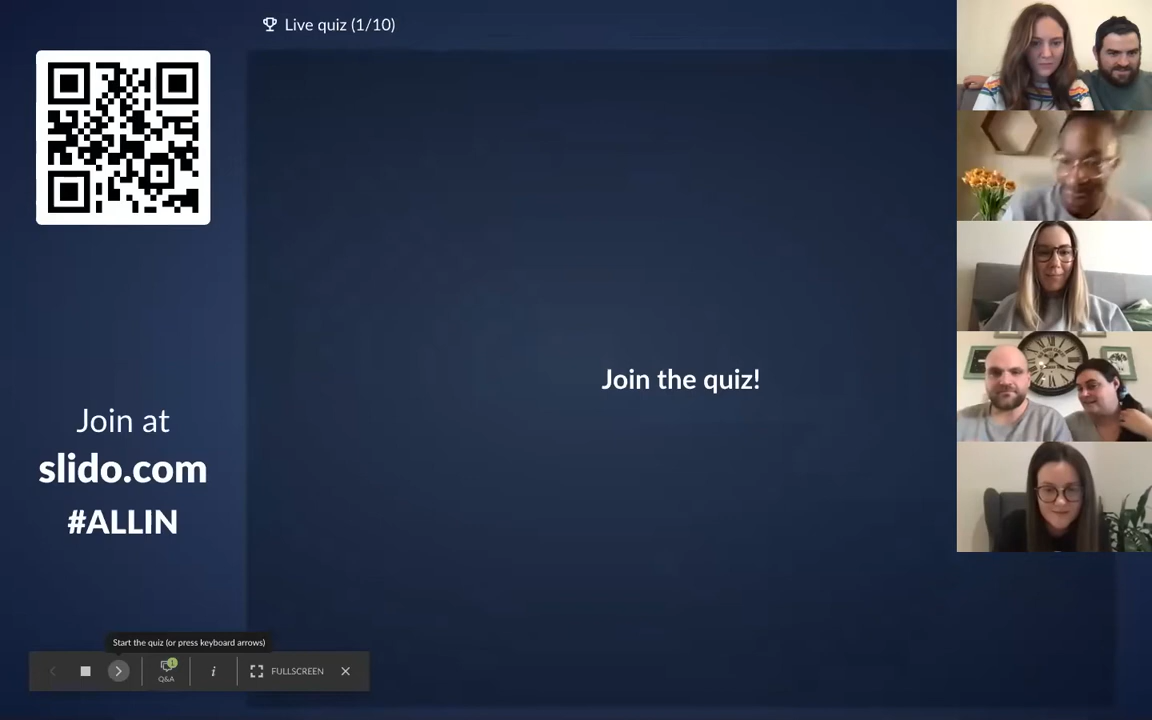 Live quiz (1/10)
Join the quiz!
Join at
slido.com
#ALLIN
Start the quiz (or press keyboard arrows)
1
Q&A
i
FULLSCREEN